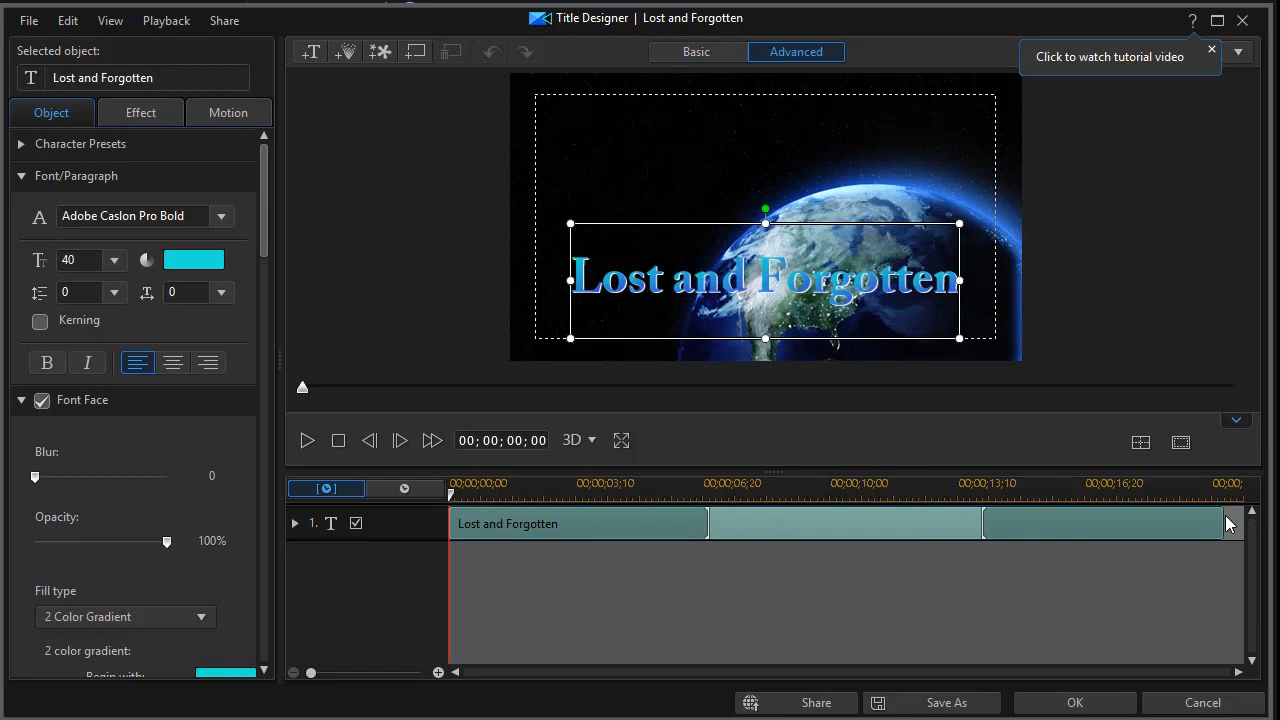 File Edit View Playback Share
Title Designer | Lost and Forgotten
?
Selected object:
T Lost and Forgotten
Basic Advanced
Click to watch tutorial video
Object Effect Motion
Character Presets
Font/Paragraph
Adobe Caslon Pro Bold
40
0 0
Kerning
B I
Font Face
Blur:
0
Opacity:
100%
Fill type
2 Color Gradient
2 color gradient:
Begin with:
Lost and Forgotten
00; 00; 00; 00 3D
00;00;00;00 00;00;03;10 00;00;06;20 00;00;10;00 00;00;13;10 00;00;16;20 00;00;
1. T Lost and Forgotten
Share Save As OK Cancel